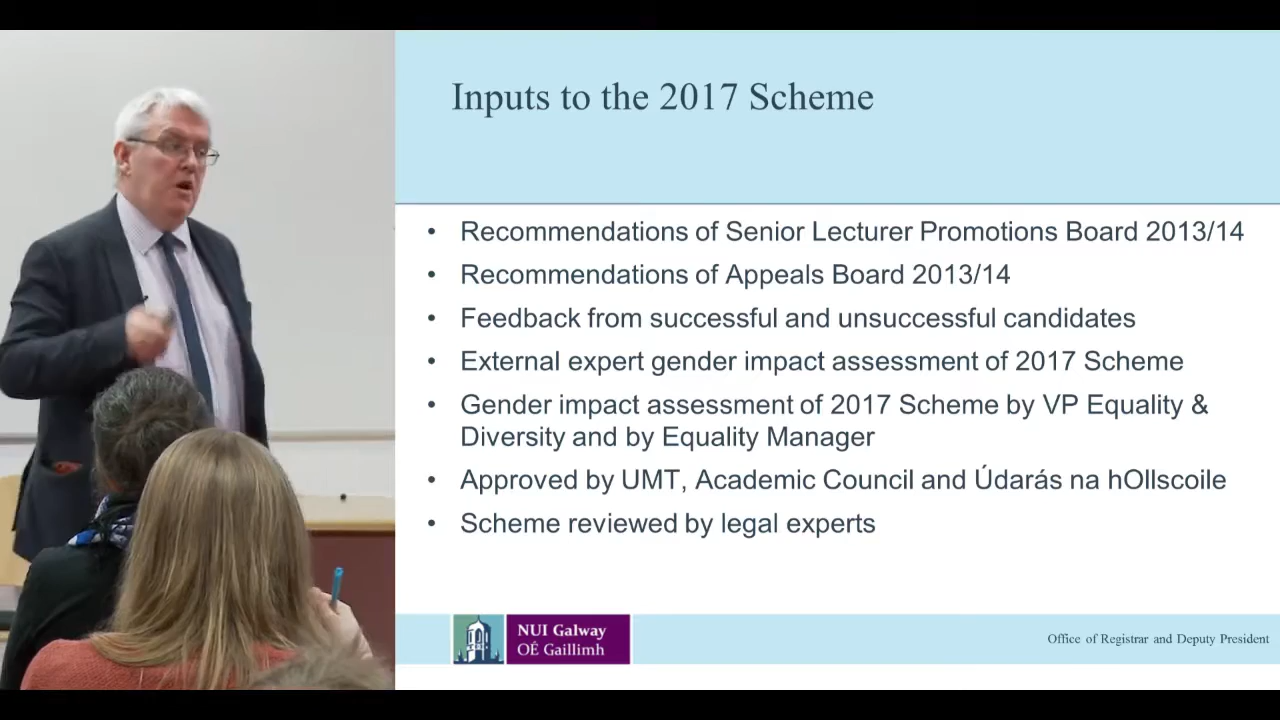 Inputs to the 2017 Scheme
• Recommendations of Senior Lecturer Promotions Board 2013/14
• Recommendations of Appeals Board 2013/14
• Feedback from successful and unsuccessful candidates
• External expert gender impact assessment of 2017 Scheme
• Gender impact assessment of 2017 Scheme by VP Equality &
Diversity and by Equality Manager
• Approved by UMT, Academic Council and Údarás na hOllscoile
• Scheme reviewed by legal experts
NUI Galway
OÉ Gaillimh
Office of Registrar and Deputy President